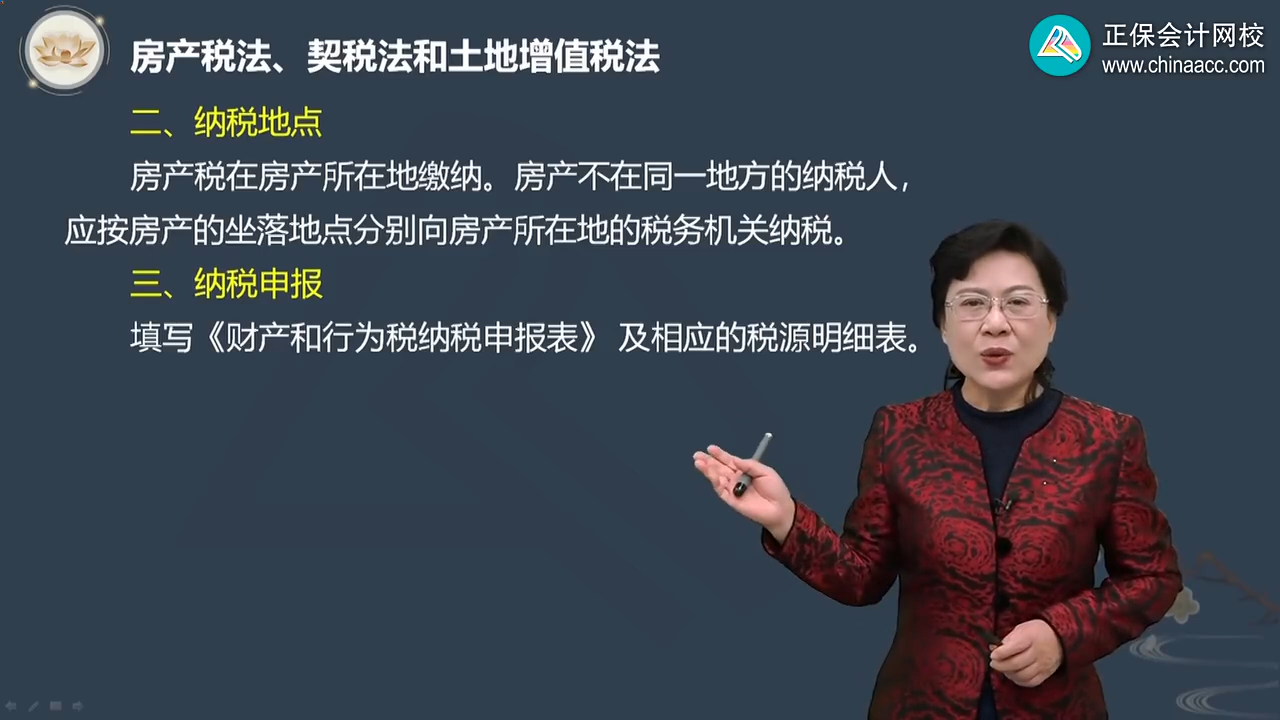 房产税法、契税法和土地增值税法
正保会计网校
www.chinaacc.com
二、纳税地点
房产税在房产所在地缴纳。房产不在同一地方的纳税人，
应按房产的坐落地点分别向房产所在地的税务机关纳税。
三、纳税申报
填写《财产和行为税纳税申报表》 及相应的税源明细表。